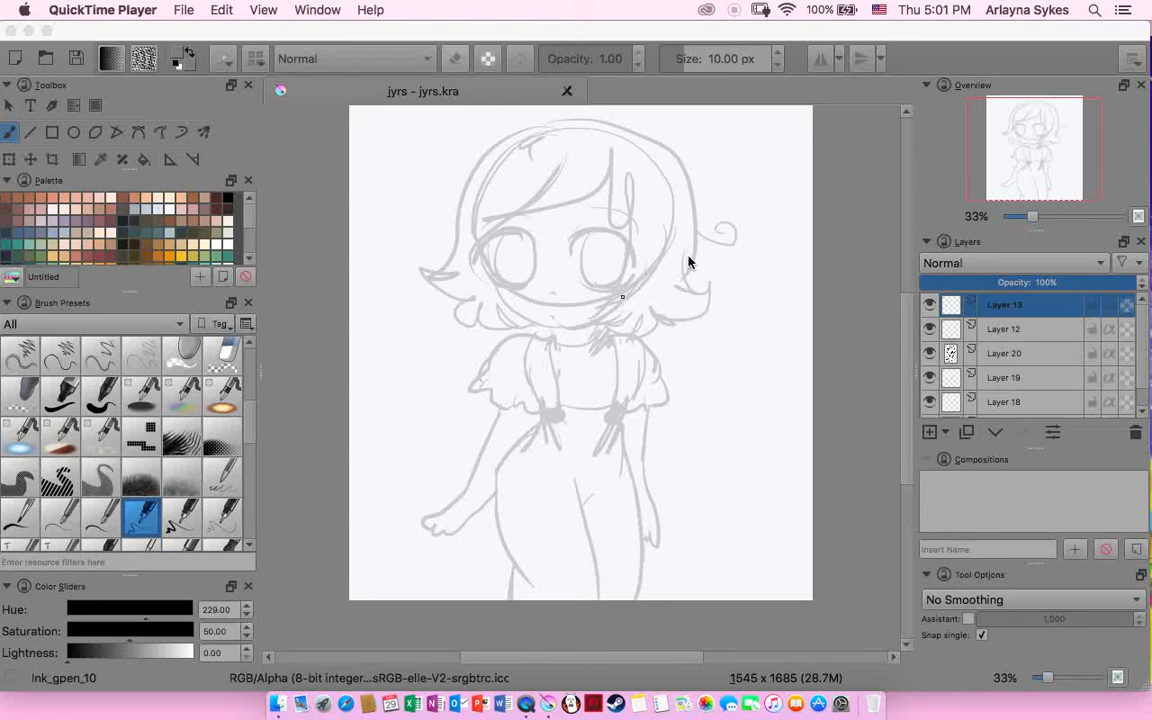 QuickTime Player File Edit View Window Help 100% Thu 5:01 PM Arlayna Sykes
Normal Opacity: 1.00 Size: 10.00 px
Toolbox jyrs - jyrs.kra Overview
T
Palette
33%
Layers
Normal
Untitled
Opacity: 100%
Brush Presets
Layer 13
All Tag
Layer 12
Layer 20
Layer 19
Layer 18
Compositions
Insert Name
Enter resource filters here
Tool Options
Color Sliders
No Smoothing
Hue: 229.00
Assistant: 1,000
Saturation: 50.00
Snap single:
Lightness: 0.00
Ink_gpen_10 RGB/Alpha (8-bit integer...sRGB-elle-V2-srgbtrc.icc 1545 x 1685 (28.7M) 33%